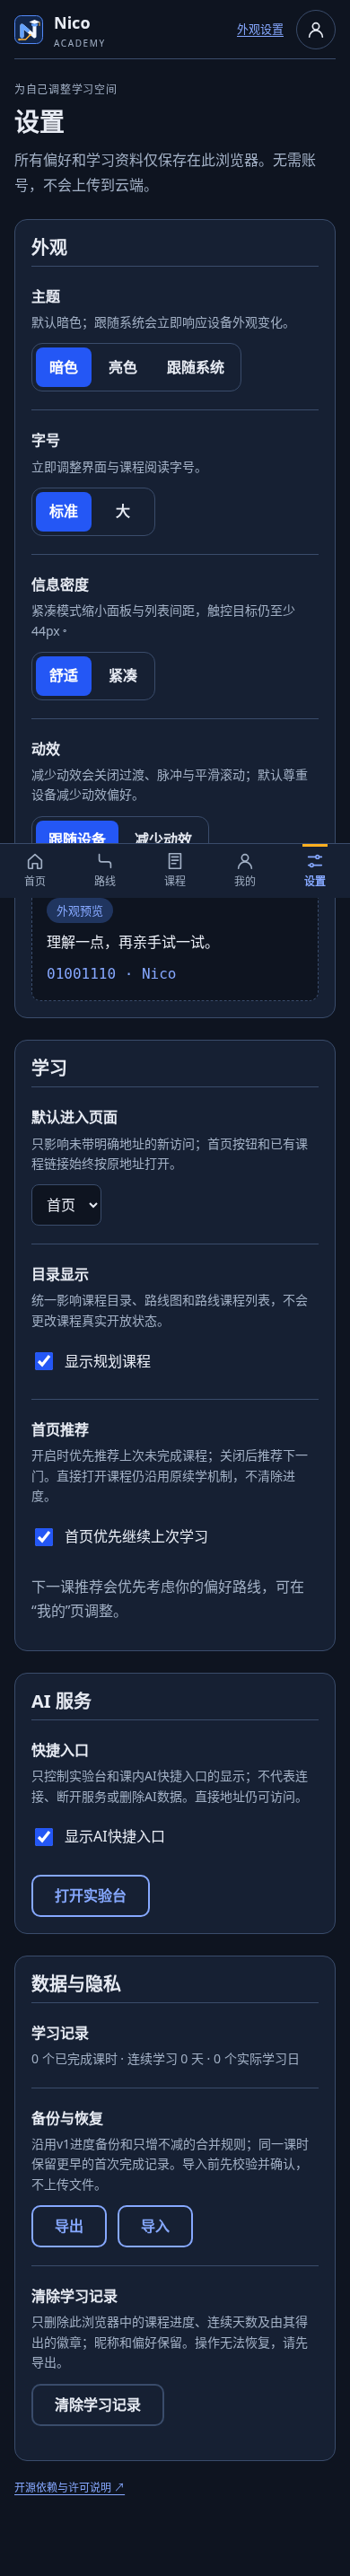 Nico
ACADEMY
外观设置
为自己调整学习空间
设置
所有偏好和学习资料仅保存在此浏览器。无需账
号，不会上传到云端。
外观
主题
默认暗色；跟随系统会立即响应设备外观变化。
暗色 亮色 跟随系统
字号
立即调整界面与课程阅读字号。
标准 大
信息密度
紧凑模式缩小面板与列表间距，触控目标仍至少
44px。
舒适 紧凑
动效
减少动效会关闭过渡、脉冲与平滑滚动；默认尊重
设备减少动效偏好。
跟随设备 减少动效
首页 路线 课程 我的 设置
外观预览
理解一点，再亲手试一试。
01001110 · Nico
学习
默认进入页面
只影响未带明确地址的新访问；首页按钮和已有课
程链接始终按原地址打开。
首页
目录显示
统一影响课程目录、路线图和路线课程列表，不会
更改课程真实开放状态。
显示规划课程
首页推荐
开启时优先推荐上次未完成课程；关闭后推荐下一
门。直接打开课程仍沿用原续学机制，不清除进
度。
首页优先继续上次学习
下一课推荐会优先考虑你的偏好路线，可在
“我的”页调整。
AI 服务
快捷入口
只控制实验台和课内AI快捷入口的显示；不代表连
接、断开服务或删除AI数据。直接地址仍可访问。
显示AI快捷入口
打开实验台
数据与隐私
学习记录
0 个已完成课时 · 连续学习 0 天 · 0 个实际学习日
备份与恢复
沿用v1进度备份和只增不减的合并规则；同一课时
保留更早的首次完成记录。导入前先校验并确认，
不上传文件。
导出 导入
清除学习记录
只删除此浏览器中的课程进度、连续天数及由其得
出的徽章；昵称和偏好保留。操作无法恢复，请先
导出。
清除学习记录
开源依赖与许可说明 ↗